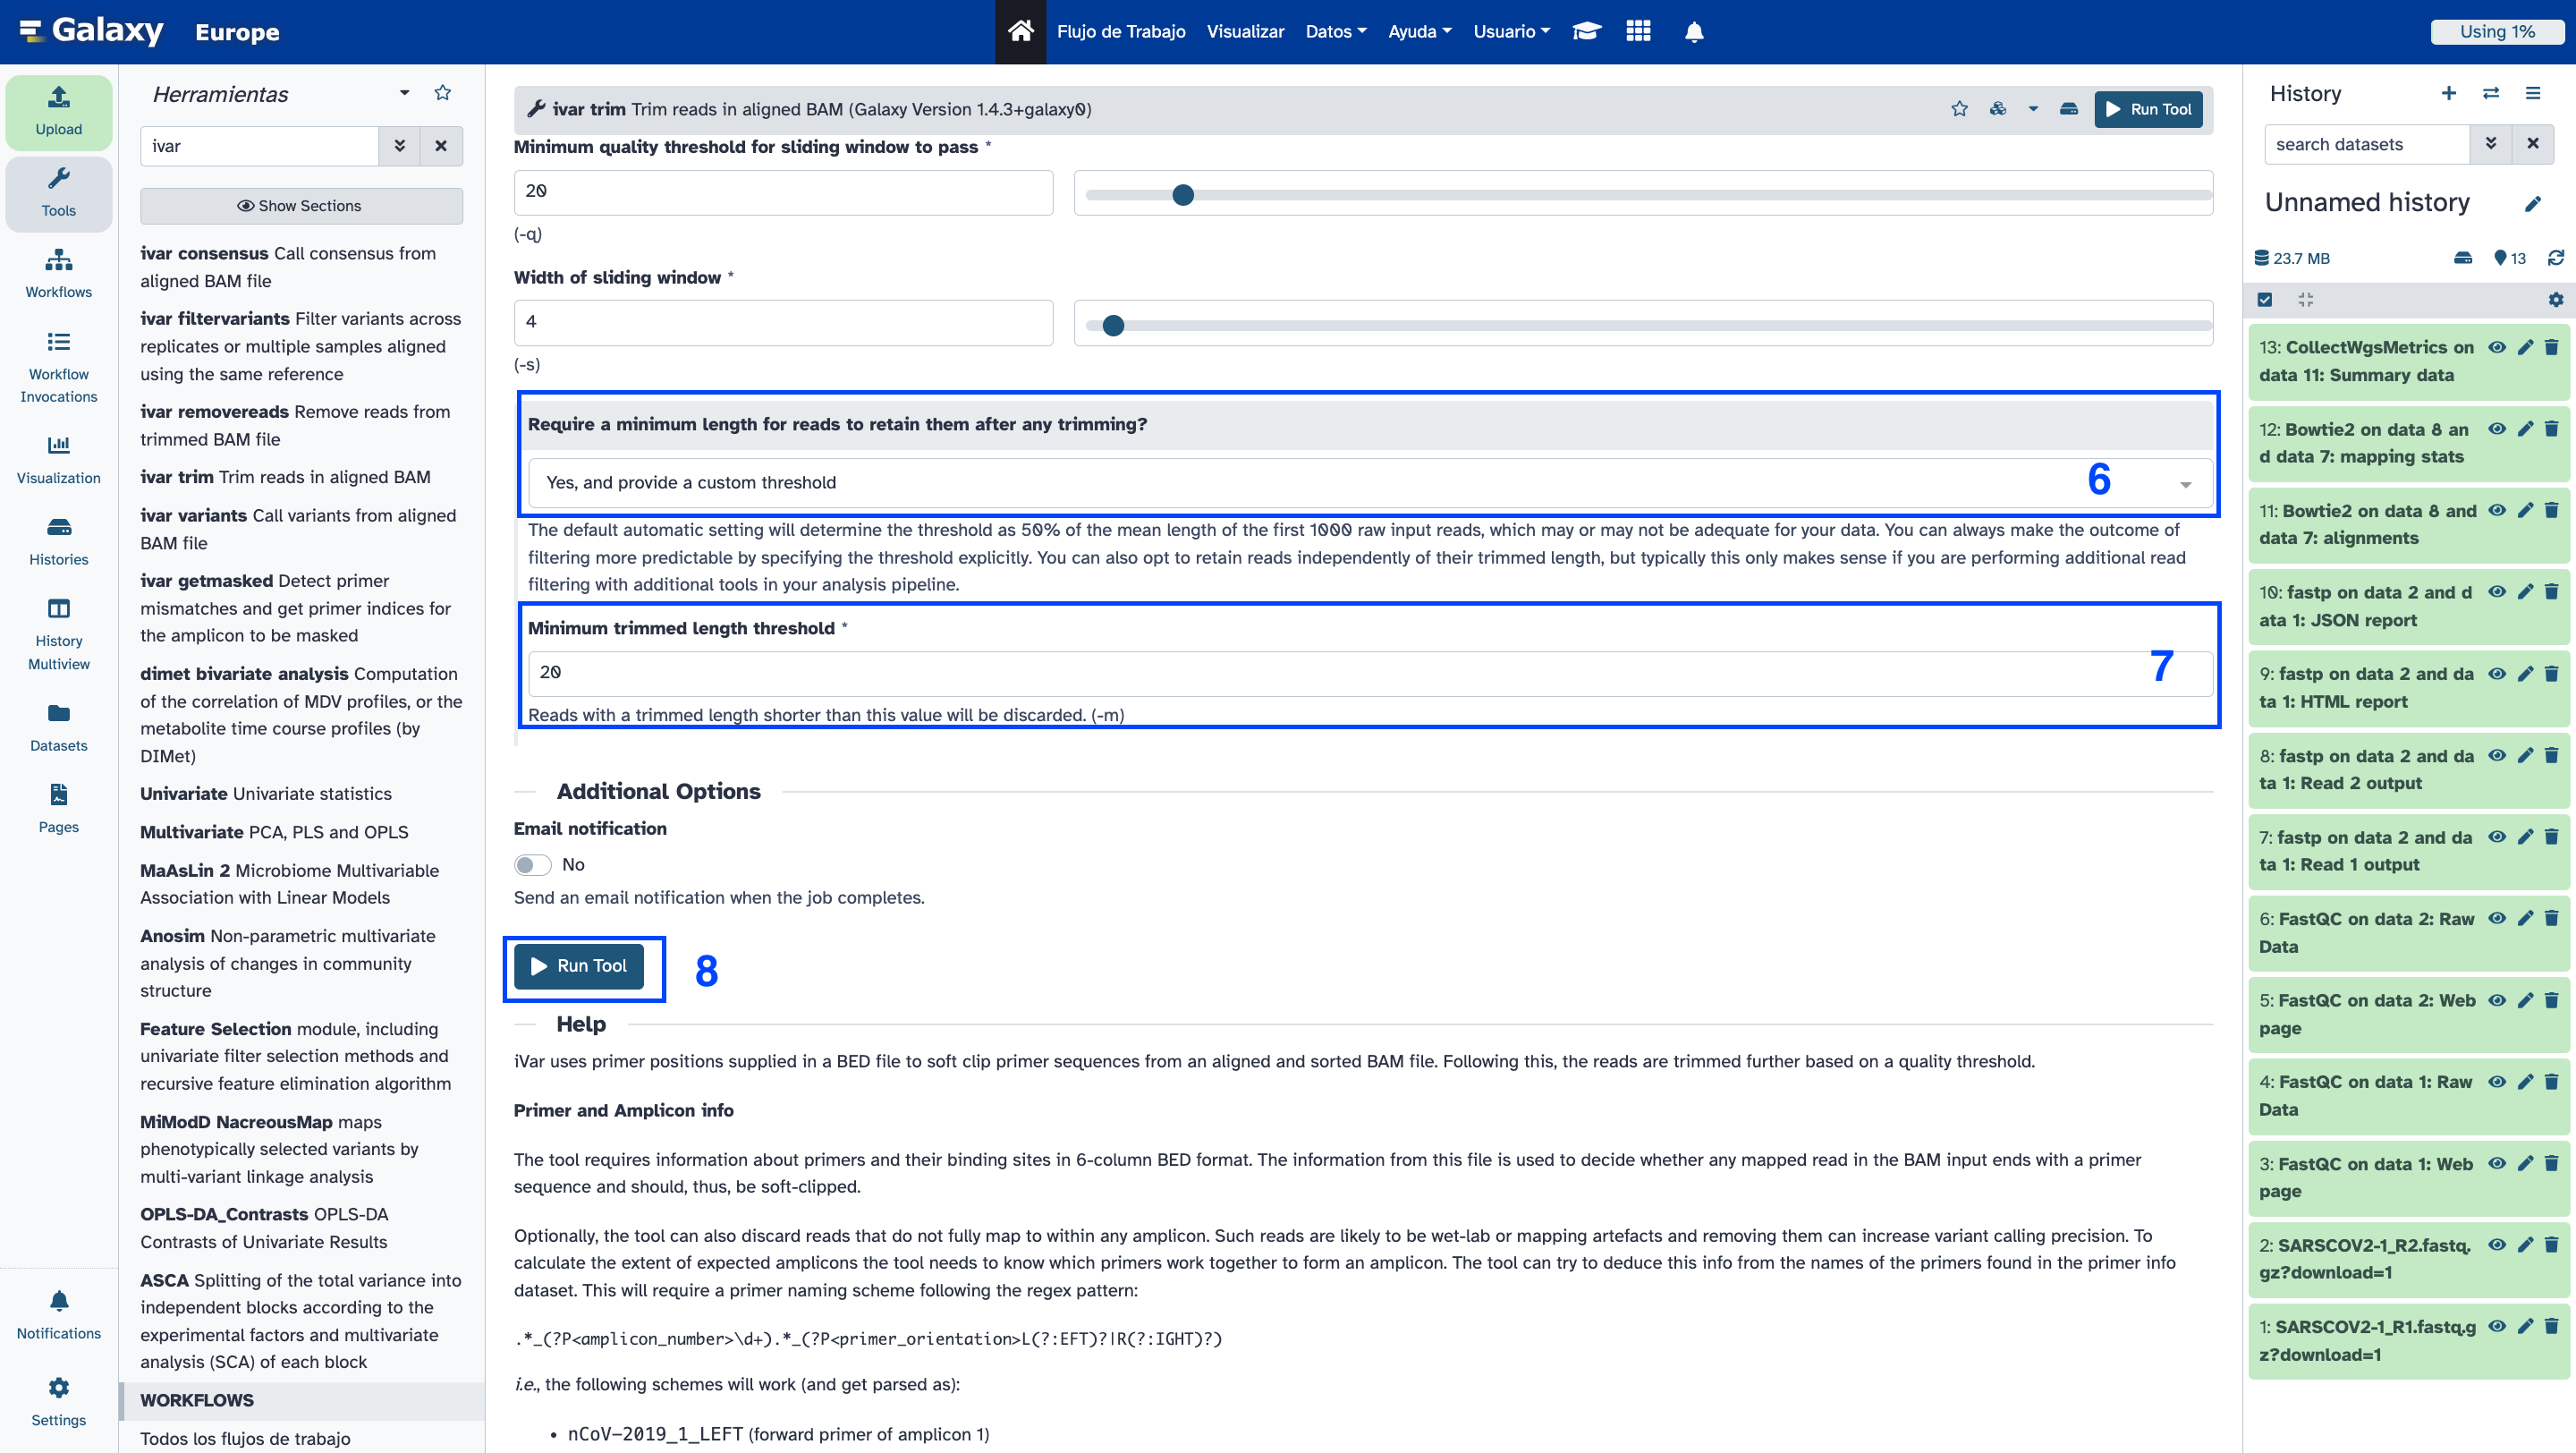 Galaxy Europe
Flujo de Trabajo Visualizar Datos Ayuda Usuario
Using 1%
Upload
Tools
Workflows
Workflow
Invocations
Visualization
Histories
History
Multiview
Datasets
Pages
Notifications
Settings
Herramientas
ivar
Show Sections
ivar consensus Call consensus from
aligned BAM file
ivar filtervariants Filter variants across
replicates or multiple samples aligned
using the same reference
ivar removereads Remove reads from
trimmed BAM file
ivar trim Trim reads in aligned BAM
ivar variants Call variants from aligned
BAM file
ivar getmasked Detect primer
mismatches and get primer indices for
the amplicon to be masked
dimet bivariate analysis Computation
of the correlation of MDV profiles, or the
metabolite time course profiles (by
DIMet)
Univariate Univariate statistics
Multivariate PCA, PLS and OPLS
MaAsLin 2 Microbiome Multivariable
Association with Linear Models
Anosim Non-parametric multivariate
analysis of changes in community
structure
Feature Selection module, including
univariate filter selection methods and
recursive feature elimination algorithm
MiModD NacreousMap maps
phenotypically selected variants by
multi-variant linkage analysis
OPLS-DA_Contrasts OPLS-DA
Contrasts of Univariate Results
ASCA Splitting of the total variance into
independent blocks according to the
experimental factors and multivariate
analysis (SCA) of each block
WORKFLOWS
Todos los flujos de trabajo
ivar trim Trim reads in aligned BAM (Galaxy Version 1.4.3+galaxy0)
Run Tool
Minimum quality threshold for sliding window to pass *
20
(-q)
Width of sliding window *
4
(-s)
Require a minimum length for reads to retain them after any trimming?
Yes, and provide a custom threshold
6
The default automatic setting will determine the threshold as 50% of the mean length of the first 1000 raw input reads, which may or may not be adequate for your data. You can always make the outcome of
filtering more predictable by specifying the threshold explicitly. You can also opt to retain reads independently of their trimmed length, but typically this only makes sense if you are performing additional read
filtering with additional tools in your analysis pipeline.
Minimum trimmed length threshold *
20
7
Reads with a trimmed length shorter than this value will be discarded. (-m)
Additional Options
Email notification
No
Send an email notification when the job completes.
Run Tool
8
Help
iVar uses primer positions supplied in a BED file to soft clip primer sequences from an aligned and sorted BAM file. Following this, the reads are trimmed further based on a quality threshold.
Primer and Amplicon info
The tool requires information about primers and their binding sites in 6-column BED format. The information from this file is used to decide whether any mapped read in the BAM input ends with a primer
sequence and should, thus, be soft-clipped.
Optionally, the tool can also discard reads that do not fully map to within any amplicon. Such reads are likely to be wet-lab or mapping artefacts and removing them can increase variant calling precision. To
calculate the extent of expected amplicons the tool needs to know which primers work together to form an amplicon. The tool can try to deduce this info from the names of the primers found in the primer info
dataset. This will require a primer naming scheme following the regex pattern:
.*_(?P<amplicon_number>\d+).*_(?P<primer_orientation>L(?:EFT)?|R(?:IGHT)?)
i.e., the following schemes will work (and get parsed as):
• nCoV-2019_1_LEFT (forward primer of amplicon 1)
History
search datasets
Unnamed history
23.7 MB
13
13: CollectWgsMetrics on
data 11: Summary data
12: Bowtie2 on data 8 an
d data 7: mapping stats
11: Bowtie2 on data 8 and
data 7: alignments
10: fastp on data 2 and d
ata 1: JSON report
9: fastp on data 2 and da
ta 1: HTML report
8: fastp on data 2 and da
ta 1: Read 2 output
7: fastp on data 2 and da
ta 1: Read 1 output
6: FastQC on data 2: Raw
Data
5: FastQC on data 2: Web
page
4: FastQC on data 1: Raw
Data
3: FastQC on data 1: Web
page
2: SARSCOV2-1_R2.fastq.
gz?download=1
1: SARSCOV2-1_R1.fastq.g
z?download=1